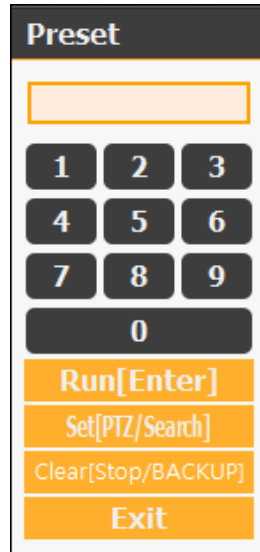 Preset
1 2 3
4 5 6
7 8 9
0
Run[Enter]
Set[PTZ/Search]
Clear[Stop/BACKUP]
Exit